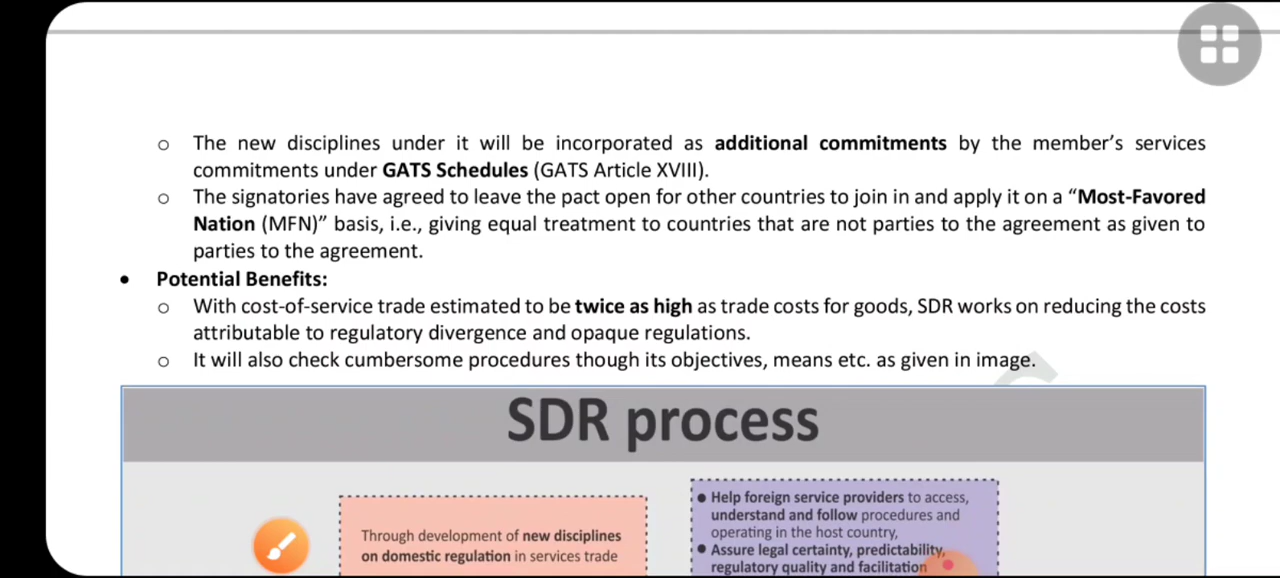 o The new disciplines under it will be incorporated as additional commitments by the member’s services
commitments under GATS Schedules (GATS Article XVIII).
o The signatories have agreed to leave the pact open for other countries to join in and apply it on a “Most-Favored
Nation (MFN)” basis, i.e., giving equal treatment to countries that are not parties to the agreement as given to
parties to the agreement.
• Potential Benefits:
o With cost-of-service trade estimated to be twice as high as trade costs for goods, SDR works on reducing the costs
attributable to regulatory divergence and opaque regulations.
o It will also check cumbersome procedures though its objectives, means etc. as given in image.
SDR process
Through development of new disciplines
on domestic regulation in services trade
• Help foreign service providers to access,
understand and follow procedures and
operating in the host country,
• Assure legal certainty, predictability,
regulatory quality and facilitation